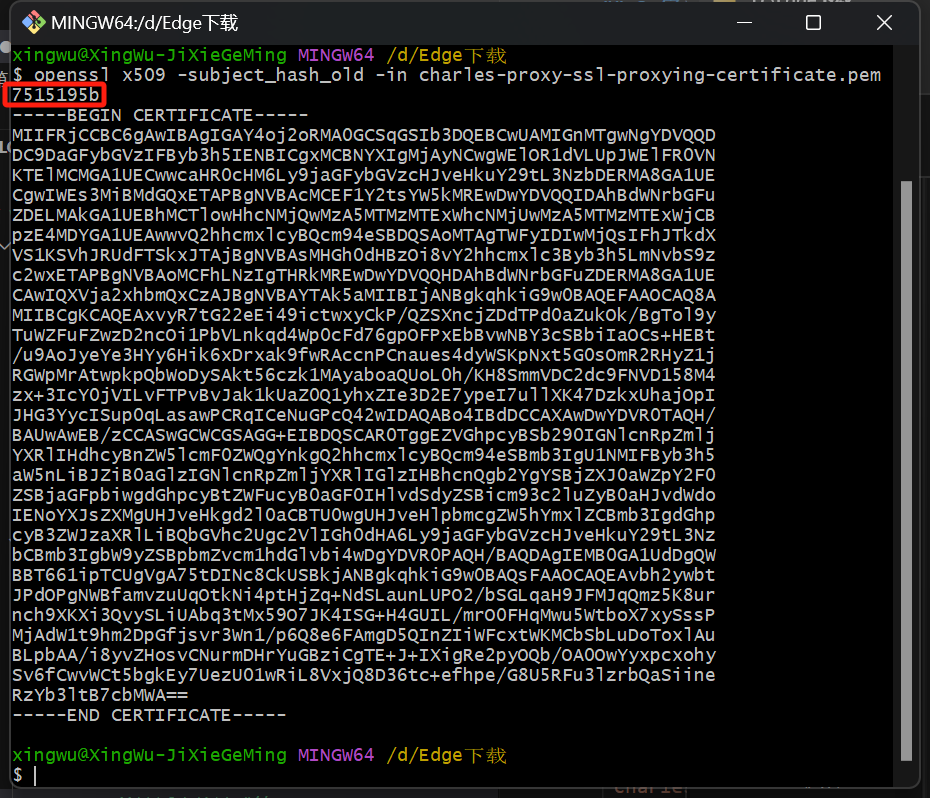 MINGW64:/d/Edge下载
xingwu@XingWu-JiXieGeMing MINGW64 /d/Edge下载
$ openssl x509 -subject_hash_old -in charles-proxy-ssl-proxying-certificate.pem
7515195b
-----BEGIN CERTIFICATE-----
MIIFRjCCBC6gAwIBAgIGAY4oj2oRMA0GCSqGSIb3DQEBCwUAMIGnMTgwNgYDVQQD
DC9DaGFybGVzIFByb3h5IENBICgxMCBNYXIgMjAyNCwgWElOR1dVLUpJWElFR0VN
KTElMCMGA1UECwwcaHR0cHM6Ly9jaGFybGVzcHJveHkuY29tL3NzbDERMA8GA1UE
CgwIWEs3MiBMdGQxETAPBgNVBAcMCEF1Y2tsYW5kMREwDwYDVQQIDAhBdWNrbGFu
ZDELMAkGA1UEBhMCTlowHhcNMjQwMzA5MTMzMTExWhcNMjUwMzA5MTMzMTExWjCB
pzE4MDYGA1UEAwwvQ2hhcmxlcyBQcm94eSBDQSAoMTAgTWFyIDIwMjQsIFhJTkdX
VS1KSVhJRUdFTSkxJTAjBgNVBAsMHGh0dHBzOi8vY2hhcmxlc3Byb3h5LmNvbS9z
c2wxETAPBgNVBAoMCFhLNzIgTHRkMREwDwYDVQQHDAhBdWNrbGFuZDERMA8GA1UE
CAwIQXVja2xhbmQxCzAJBgNVBAYTAk5aMIIBIjANBgkqhkiG9w0BAQEFAAOCAQ8A
MIIBCgKCAQEAxvyR7tG22eEi49ictwxyCkP/QZSXncjZDdTPd0aZukOk/BgTol9y
TuWZFuFZwzD2ncOi1PbVLnkqd4Wp0cFd76gpOFPxEbBvwNBY3cSBbiIaOCs+HEBt
/u9AoJyeYe3HYy6Hik6xDrxak9fwRAccnPCnaues4dyWSKpNxt5G0sOmR2RHyZ1j
RGWpMrAtwpkpQbWoDySAkt56czk1MAyaboaQUoL0h/KH8SmmVDC2dc9FNVD158M4
zx+3IcY0jVILvFTPvBvJak1kUaZ0Q1yhxZIe3D2E7ypeI7ullXK47DzkxUhajOpI
JHG3YycISup0qLasawPCRqICeNuGPcQ42wIDAQABo4IBdDCCAXAwDwYDVR0TAQH/
BAUwAwEB/zCCASwGCWCGSAGG+EIBDQSCAR0TggEZVGhpcyBSb290IGNlcnRpZmlj
YXRlIHdhcyBnZW5lcmF0ZWQgYnkgQ2hhcmxlcyBQcm94eSBmb3IgU1NMIFByb3h5
aW5nLiBJZiB0aGlzIGNlcnRpZmljYXRlIGlzIHBhcnQgb2YgYSBjZXJ0aWZpY2F0
ZSBjaGFpbiwgdGhpcyBtZWFucyB0aGF0IHlvdSdyZSBicm93c2luZyB0aHJvdWdo
IENoYXJsZXMgUHJveHkgd2l0aCBTU0wgUHJveHlpbmcgZW5hYmxlZCBmb3IgdGhp
cyB3ZWJzaXRlLiBQbGVhc2Ugc2VlIGh0dHA6Ly9jaGFybGVzcHJveHkuY29tL3Nz
bCBmb3IgbW9yZSBpbmZvcm1hdGlvbi4wDgYDVR0PAQH/BAQDAgIEMB0GA1UdDgQW
BBT661ipTCUgVgA75tDINc8CkUSBkjANBgkqhkiG9w0BAQsFAAOCAQEAvbh2ywbt
JPdOPgNWBfamvzuUqOtkNi4ptHjZq+NdSLaunLUPO2/bSGLqaH9JFMJqQmz5K8ur
nch9XKXi3QvySLiUAbq3tMx59O7JK4ISG+H4GUIL/mrO0FHqMwu5WtboX7xySssP
MjAdW1t9hm2DpGfjsvr3Wn1/p6Q8e6FAmgD5QInZIiWFcxtWKMCbSbLuDoToxlAu
BLpbAA/i8yvZHosvCNurmDHrYuGBziCgTE+J+IXigRe2pyOQb/OA0OwYyxpcxohy
Sv6fCwvWCt5bgkEy7UezU01wRiL8VxjQ8D36tc+efhpe/G8U5RFu3lzrbQaSiine
RzYb3ltB7cbMWA==
-----END CERTIFICATE-----
xingwu@XingWu-JiXieGeMing MINGW64 /d/Edge下载
$